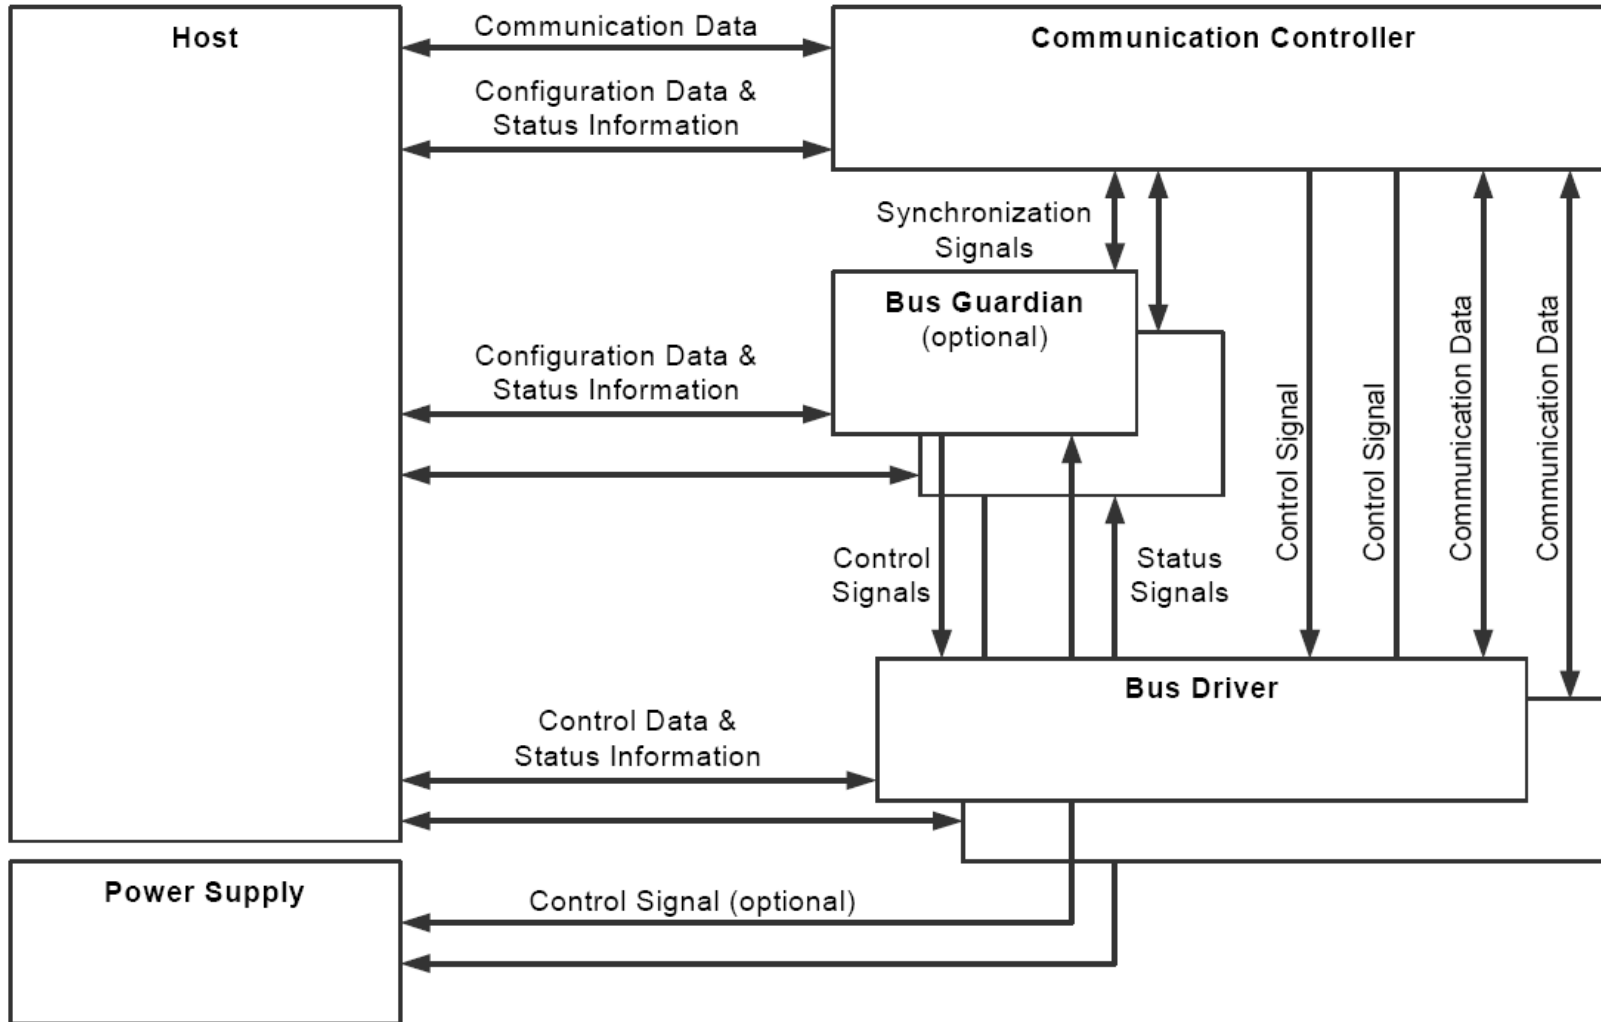 Host
Communication Data
Communication Controller
Configuration Data &
Status Information
Synchronization
Signals
Bus Guardian
(optional)
Configuration Data &
Status Information
Control Signal
Control Signal
Communication Data
Communication Data
Control
Signals
Status
Signals
Bus Driver
Control Data &
Status Information
Power Supply
Control Signal (optional)